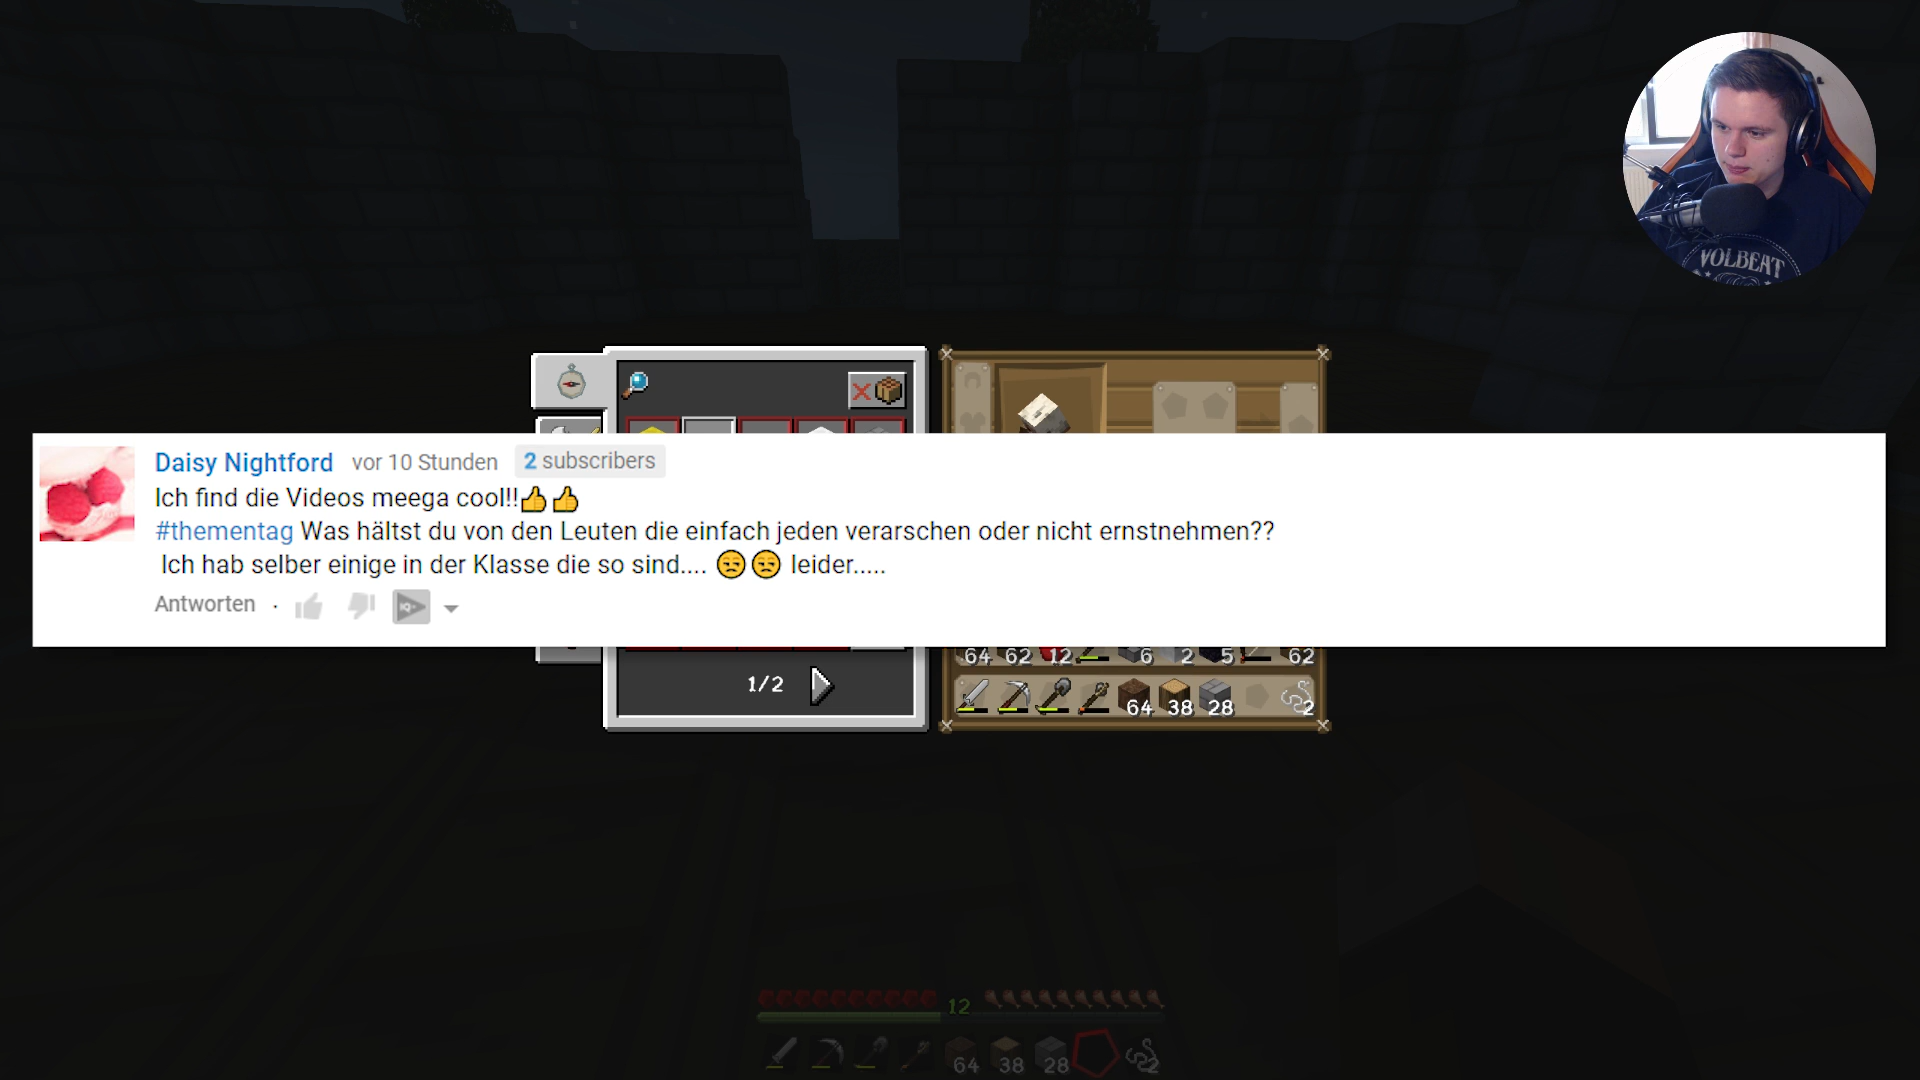 VOLBEAT
Daisy Nightford vor 10 Stunden 2 subscribers
Ich find die Videos meega cool!!👍👍
#thementag Was hältst du von den Leuten die einfach jeden verarschen oder nicht ernstnehmen??
Ich hab selber einige in der Klasse die so sind.... 😒😒 leider.....
Antworten ·
64 62 12 6 2 5 62
1/2
64 38 28 2
12
64 38 28 2